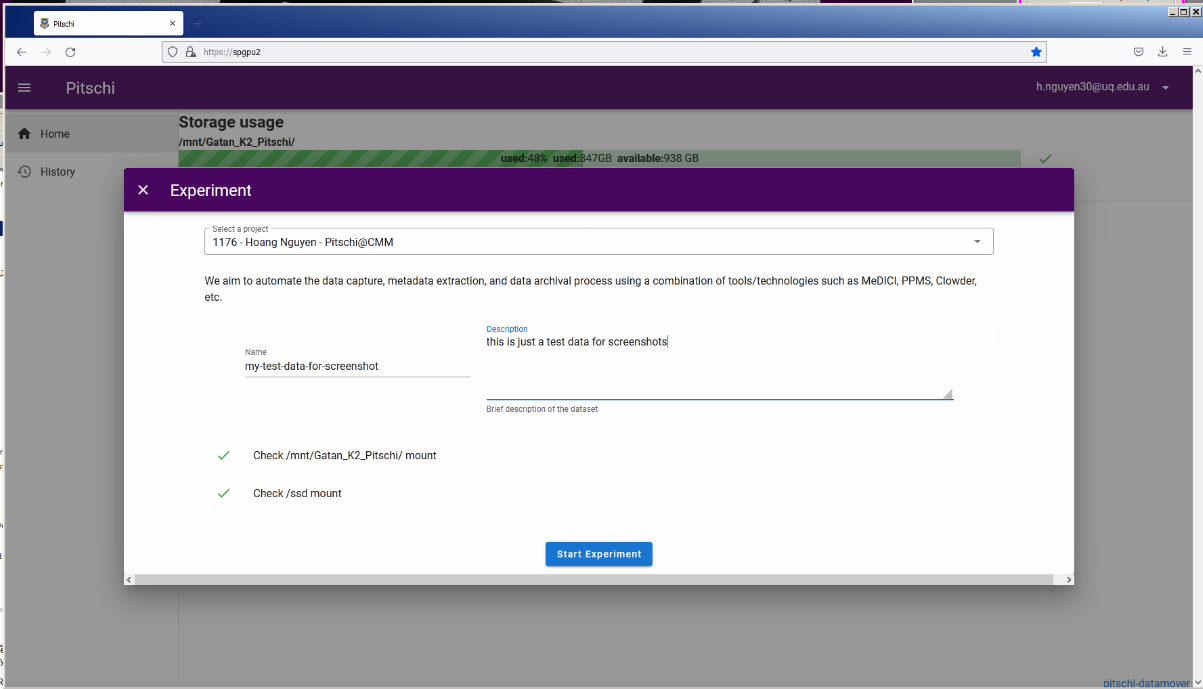 Pitschi
https://spgpu2
Pitschi
h.nguyen30@uq.edu.au
Home
History
Storage usage
/mnt/Gatan_K2_Pitschi/
used:48% used:847GB available:938 GB
Experiment
Select a project
1176 - Hoang Nguyen - Pitschi@CMM
We aim to automate the data capture, metadata extraction, and data archival process using a combination of tools/technologies such as MeDICI, PPMS, Clowder,
etc.
Name
my-test-data-for-screenshot
Description
this is just a test data for screenshots
Brief description of the dataset
Check /mnt/Gatan_K2_Pitschi/ mount
Check /ssd mount
Start Experiment
pitschi-datamover